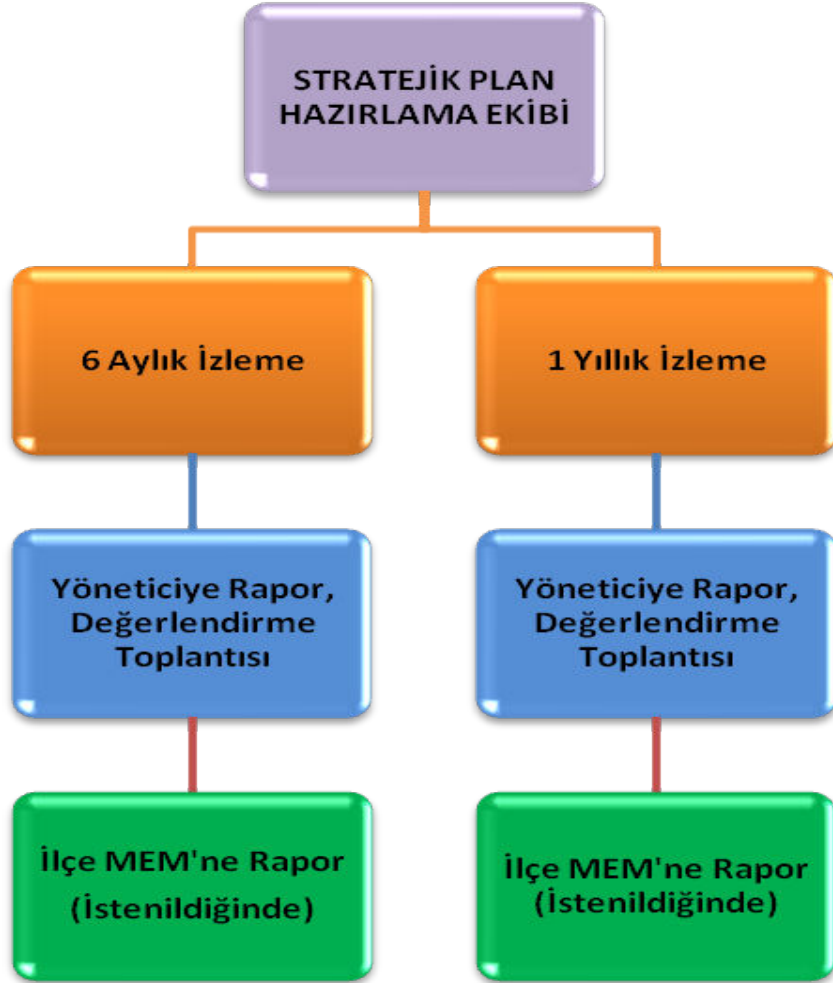 STRATEJİK PLAN
HAZIRLAMA EKİBİ
6 Aylık İzleme
1 Yıllık İzleme
Yöneticiye Rapor,
Değerlendirme
Toplantısı
Yöneticiye Rapor,
Değerlendirme
Toplantısı
İlçe MEM'ne Rapor
(İstenildiğinde)
İlçe MEM'ne Rapor
(İstenildiğinde)